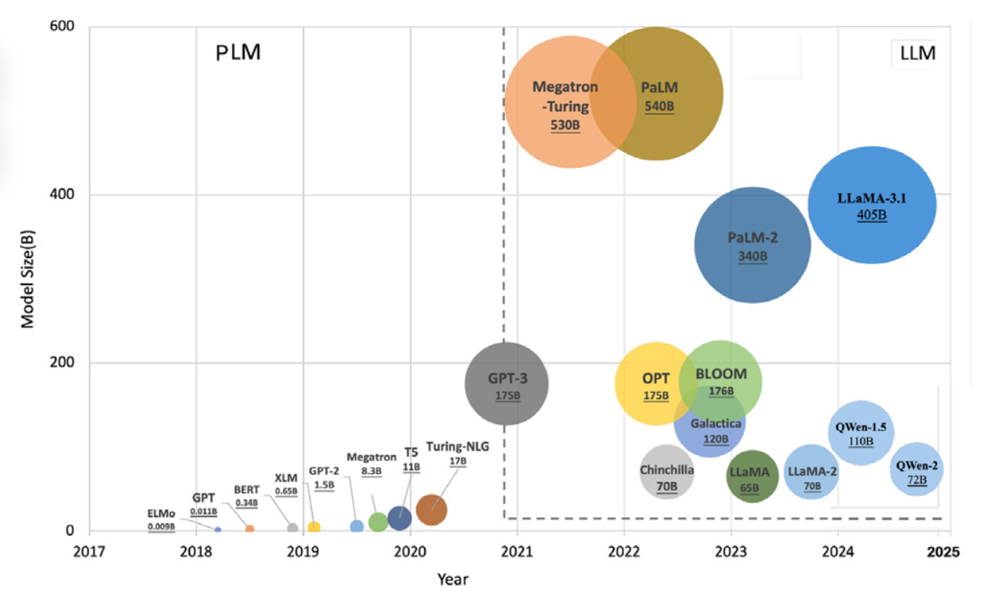 600
PLM
LLM
Megatron
-Turing
530B
PaLM
540B
400
LLaMA-3.1
405B
PaLM-2
340B
Model Size(B)
200
GPT-3
175B
OPT
175B
BLOOM
176B
Galactica
120B
QWen-1.5
110B
Chinchilla
70B
LLaMA
65B
LLaMA-2
70B
QWen-2
72B
ELMo
0.009B
GPT
0.011B
BERT
0.34B
XLM
0.65B
GPT-2
1.5B
Megatron
8.3B
T5
11B
Turing-NLG
17B
0
2017 2018 2019 2020 2021 2022 2023 2024 2025
Year